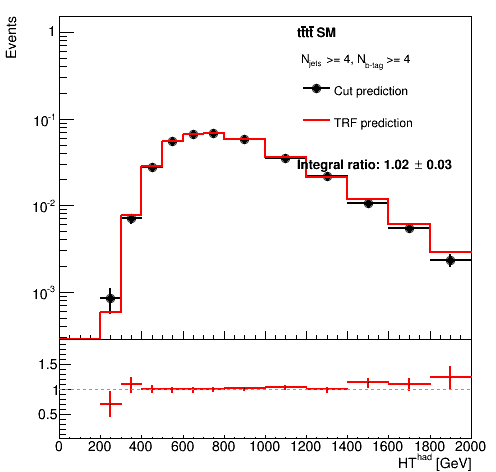 Events
1
10⁻¹
10⁻²
10⁻³
tt̄tt̄ SM
N_jets >= 4, N_b-tag >= 4
Cut prediction
TRF prediction
Integral ratio: 1.02 ± 0.03
1.5
1
0.5
0 200 400 600 800 1000 1200 1400 1600 1800 2000
HT^had [GeV]